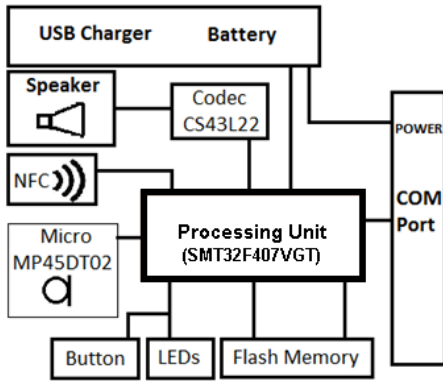 USB Charger Battery
Speaker
Codec
CS43L22
POWER
NFC
COM
Port
Processing Unit
(SMT32F407VGT)
Micro
MP45DT02
Button
LEDs
Flash Memory